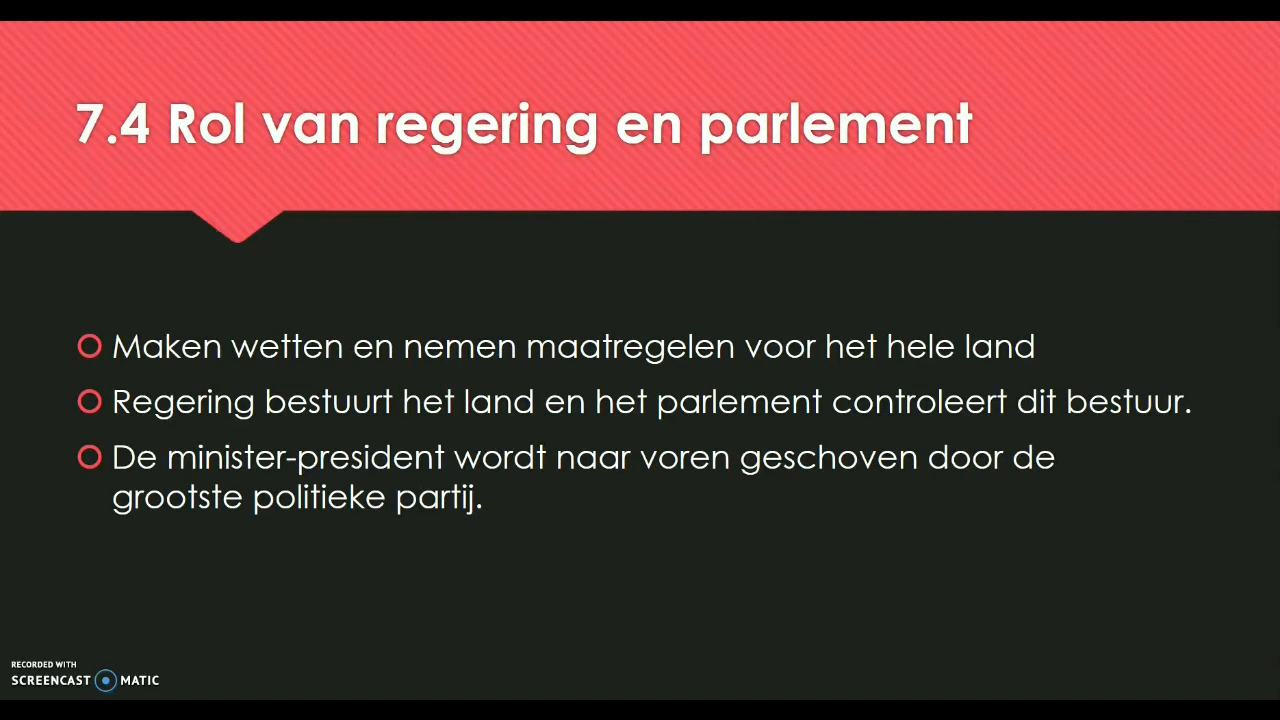 7.4 Rol van regering en parlement
Maken wetten en nemen maatregelen voor het hele land
Regering bestuurt het land en het parlement controleert dit bestuur.
De minister-president wordt naar voren geschoven door de
grootste politieke partij.
RECORDED WITH
SCREENCAST MATIC